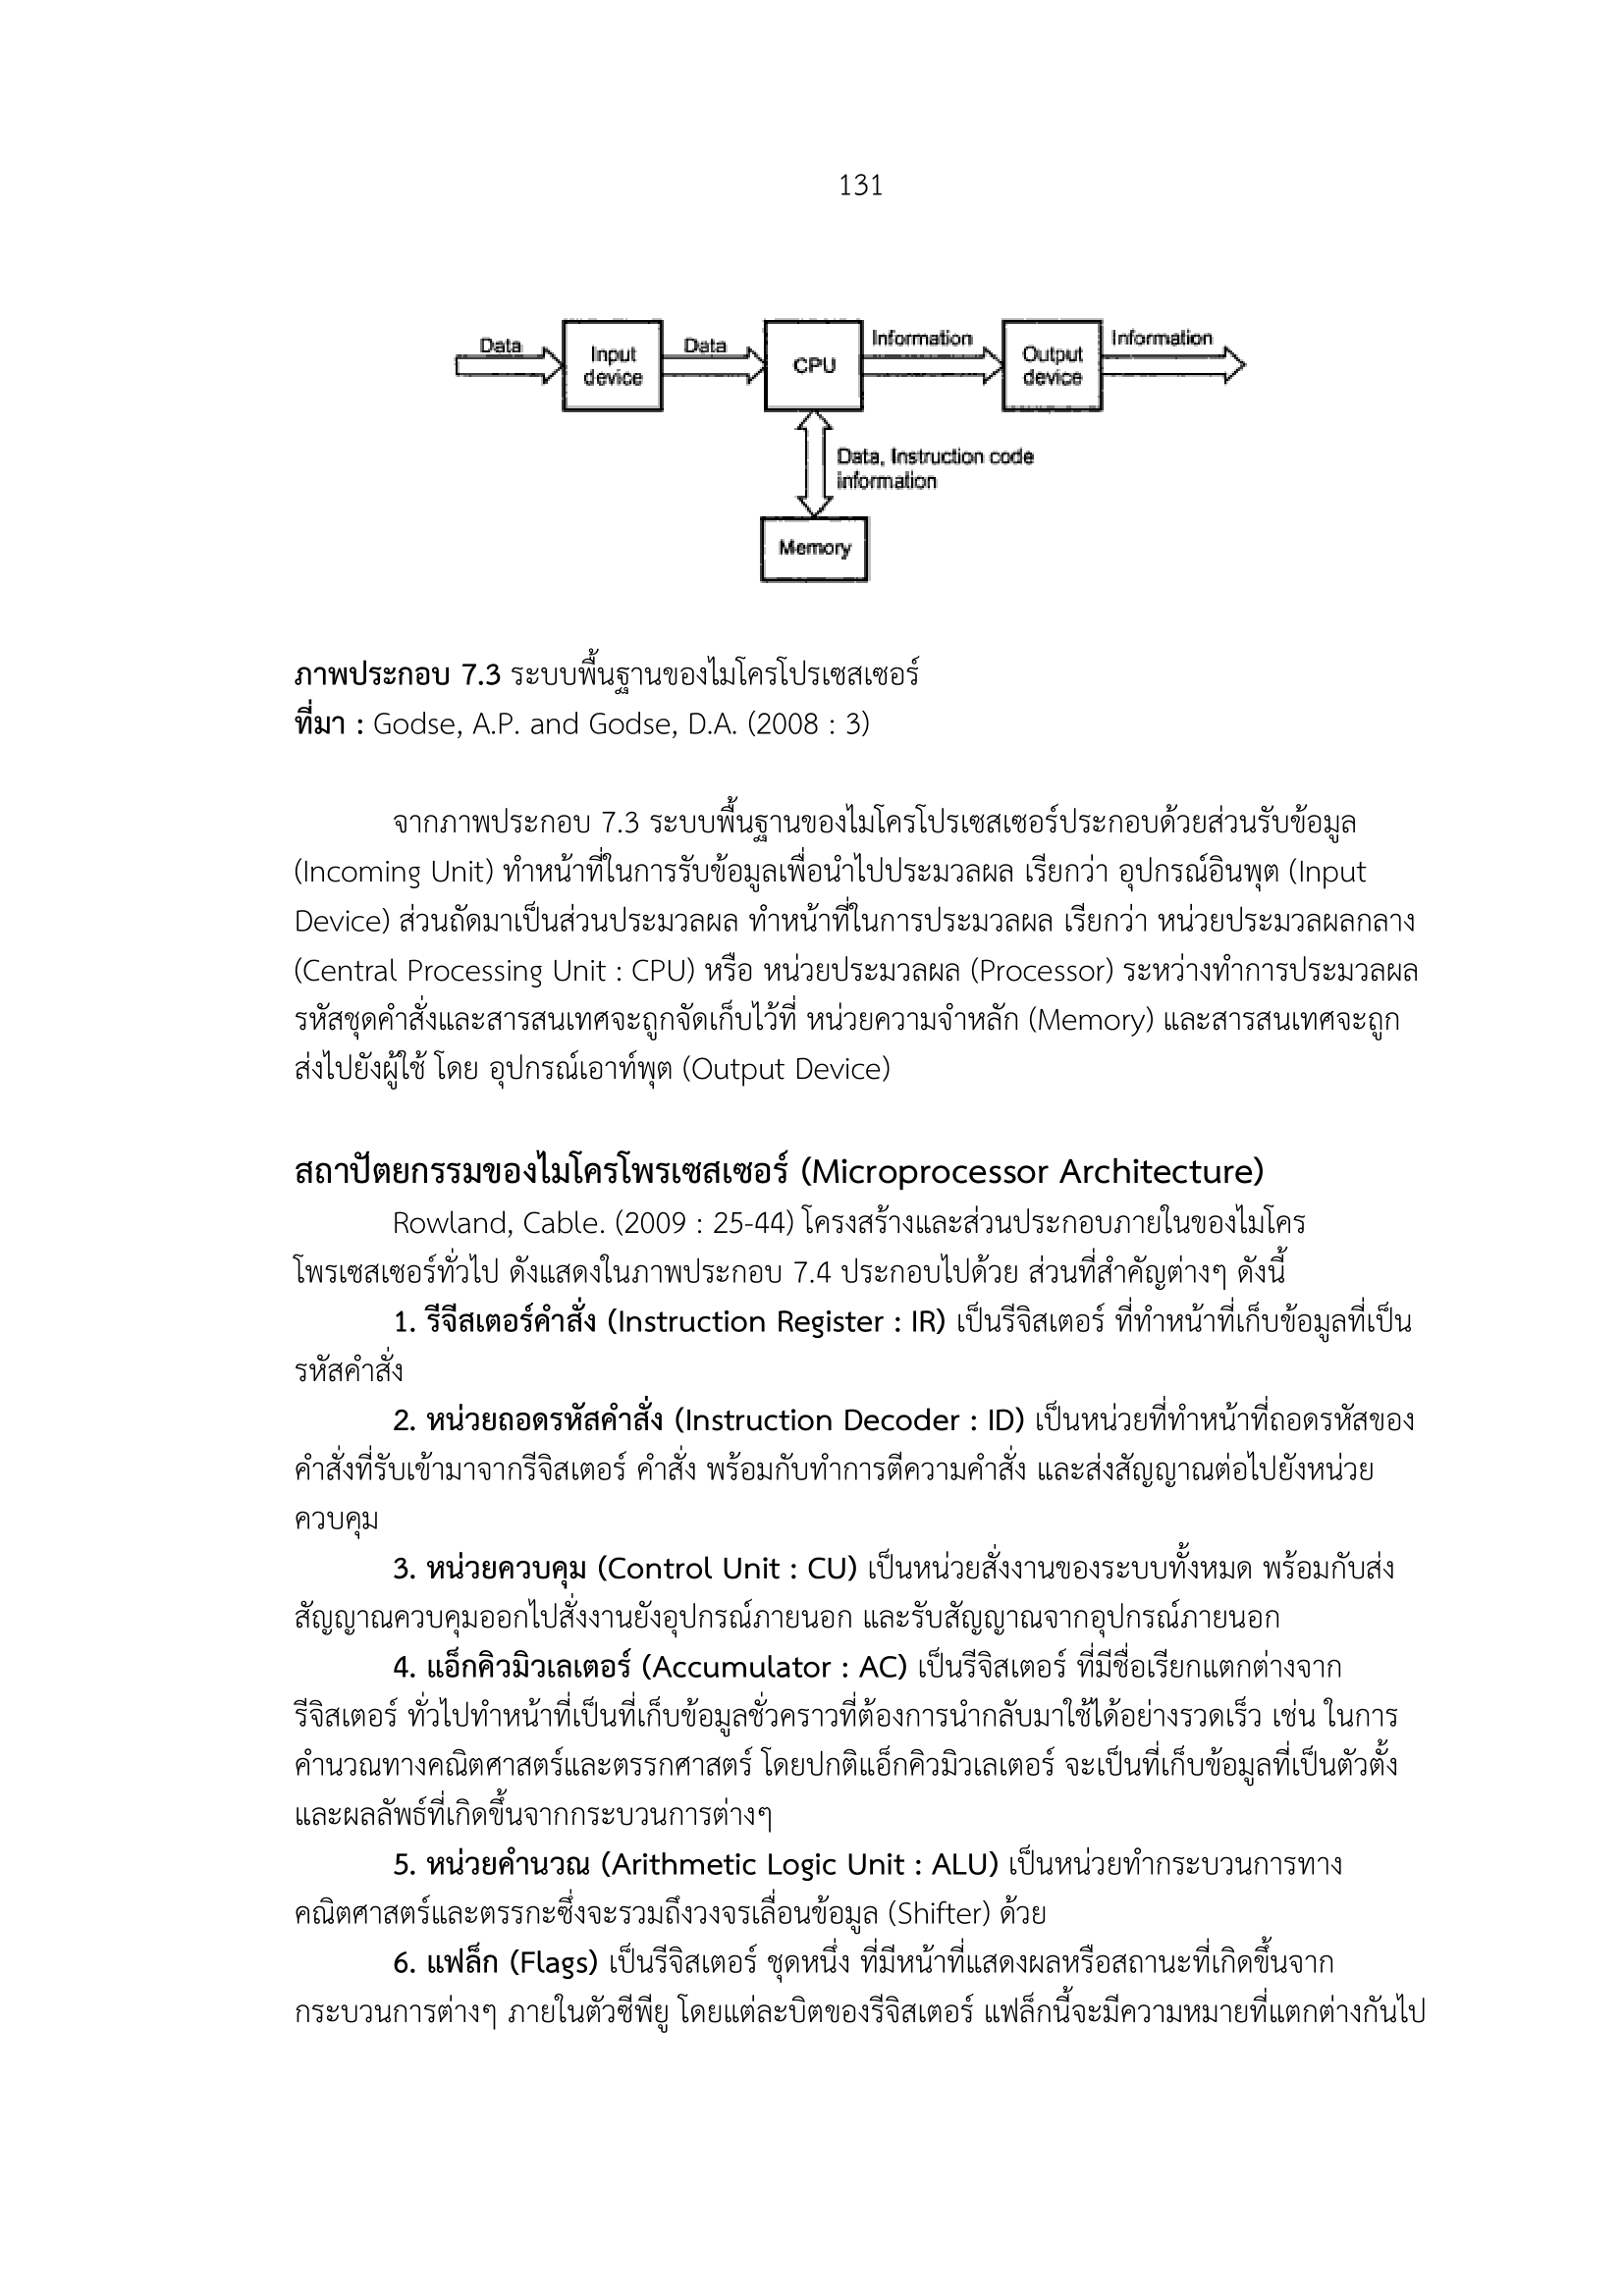 131
Data
Input
device
Data
CPU
Information
Output
device
Information
Data, Instruction code
information
Memory
ภาพประกอบ 7.3 ระบบพื้นฐานของไมโครโปรเซสเซอร์
ที่มา : Godse, A.P. and Godse, D.A. (2008 : 3)
จากภาพประกอบ 7.3 ระบบพื้นฐานของไมโครโปรเซสเซอร์ประกอบด้วยส่วนรับข้อมูล
(Incoming Unit) ทำหน้าที่ในการรับข้อมูลเพื่อนำไปประมวลผล เรียกว่า อุปกรณ์อินพุต (Input
Device) ส่วนถัดมาเป็นส่วนประมวลผล ทำหน้าที่ในการประมวลผล เรียกว่า หน่วยประมวลผลกลาง
(Central Processing Unit : CPU) หรือ หน่วยประมวลผล (Processor) ระหว่างทำการประมวลผล
รหัสชุดคำสั่งและสารสนเทศจะถูกจัดเก็บไว้ที่ หน่วยความจำหลัก (Memory) และสารสนเทศจะถูก
ส่งไปยังผู้ใช้ โดย อุปกรณ์เอาท์พุต (Output Device)
สถาปัตยกรรมของไมโครโพรเซสเซอร์ (Microprocessor Architecture)
Rowland, Cable. (2009 : 25-44) โครงสร้างและส่วนประกอบภายในของไมโคร
โพรเซสเซอร์ทั่วไป ดังแสดงในภาพประกอบ 7.4 ประกอบไปด้วย ส่วนที่สำคัญต่างๆ ดังนี้
1. รีจีสเตอร์คำสั่ง (Instruction Register : IR) เป็นรีจิสเตอร์ ที่ทำหน้าที่เก็บข้อมูลที่เป็น
รหัสคำสั่ง
2. หน่วยถอดรหัสคำสั่ง (Instruction Decoder : ID) เป็นหน่วยที่ทำหน้าที่ถอดรหัสของ
คำสั่งที่รับเข้ามาจากรีจิสเตอร์ คำสั่ง พร้อมกับทำการตีความคำสั่ง และส่งสัญญาณต่อไปยังหน่วย
ควบคุม
3. หน่วยควบคุม (Control Unit : CU) เป็นหน่วยสั่งงานของระบบทั้งหมด พร้อมกับส่ง
สัญญาณควบคุมออกไปสั่งงานยังอุปกรณ์ภายนอก และรับสัญญาณจากอุปกรณ์ภายนอก
4. แอ็กคิวมิวเลเตอร์ (Accumulator : AC) เป็นรีจิสเตอร์ ที่มีชื่อเรียกแตกต่างจาก
รีจิสเตอร์ ทั่วไปทำหน้าที่เป็นที่เก็บข้อมูลชั่วคราวที่ต้องการนำกลับมาใช้ได้อย่างรวดเร็ว เช่น ในการ
คำนวณทางคณิตศาสตร์และตรรกศาสตร์ โดยปกติแอ็กคิวมิวเลเตอร์ จะเป็นที่เก็บข้อมูลที่เป็นตัวตั้ง
และผลลัพธ์ที่เกิดขึ้นจากกระบวนการต่างๆ
5. หน่วยคำนวณ (Arithmetic Logic Unit : ALU) เป็นหน่วยทำกระบวนการทาง
คณิตศาสตร์และตรรกะซึ่งจะรวมถึงวงจรเลื่อนข้อมูล (Shifter) ด้วย
6. แฟล็ก (Flags) เป็นรีจิสเตอร์ ชุดหนึ่ง ที่มีหน้าที่แสดงผลหรือสถานะที่เกิดขึ้นจาก
กระบวนการต่างๆ ภายในตัวซีพียู โดยแต่ละบิตของรีจิสเตอร์ แฟล็กนี้จะมีความหมายที่แตกต่างกันไป